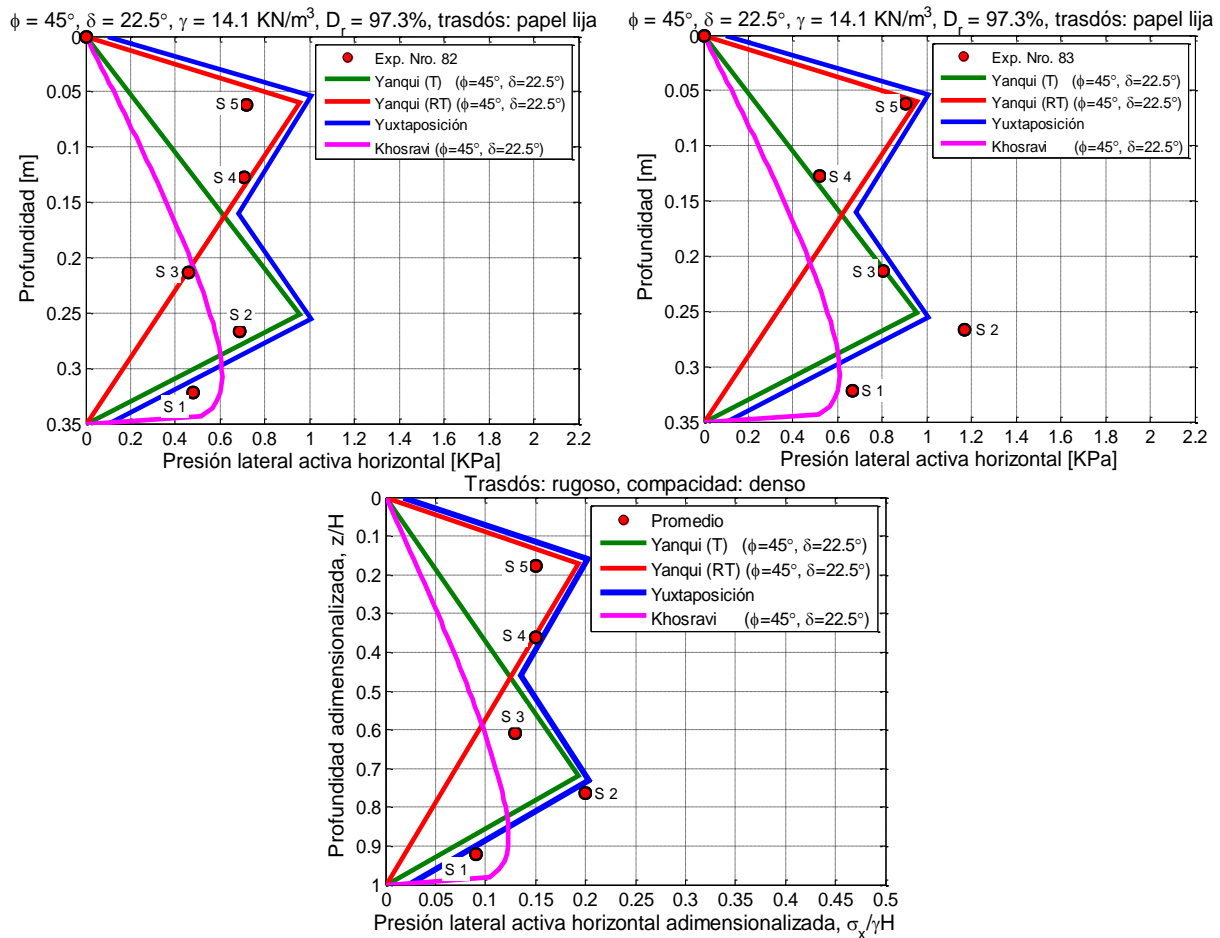 ϕ = 45°, δ = 22.5°, γ = 14.1 KN/m³, Dᵣ = 97.3%, trasdós: papel lija
0
0.05
0.1
0.15
0.2
0.25
0.3
0.35
Profundidad [m]
Exp. Nro. 82
Yanqui (T) (ϕ=45°, δ=22.5°)
Yanqui (RT) (ϕ=45°, δ=22.5°)
Yuxtaposición
Khosravi (ϕ=45°, δ=22.5°)
S 5
S 4
S 3
S 2
S 1
0 0.2 0.4 0.6 0.8 1 1.2 1.4 1.6 1.8 2 2.2
Presión lateral activa horizontal [KPa]
ϕ = 45°, δ = 22.5°, γ = 14.1 KN/m³, Dᵣ = 97.3%, trasdós: papel lija
0
0.05
0.1
0.15
0.2
0.25
0.3
0.35
Profundidad [m]
Exp. Nro. 83
Yanqui (T) (ϕ=45°, δ=22.5°)
Yanqui (RT) (ϕ=45°, δ=22.5°)
Yuxtaposición
Khosravi (ϕ=45°, δ=22.5°)
S 5
S 4
S 3
S 2
S 1
0 0.2 0.4 0.6 0.8 1 1.2 1.4 1.6 1.8 2 2.2
Presión lateral activa horizontal [KPa]
Trasdós: rugoso, compacidad: denso
0
0.1
0.2
0.3
0.4
0.5
0.6
0.7
0.8
0.9
1
Profundidad adimensionalizada, z/H
Promedio
Yanqui (T) (ϕ=45°, δ=22.5°)
Yanqui (RT) (ϕ=45°, δ=22.5°)
Yuxtaposición
Khosravi (ϕ=45°, δ=22.5°)
S 5
S 4
S 3
S 2
S 1
0 0.05 0.1 0.15 0.2 0.25 0.3 0.35 0.4 0.45 0.5
Presión lateral activa horizontal adimensionalizada, σₓ/γH